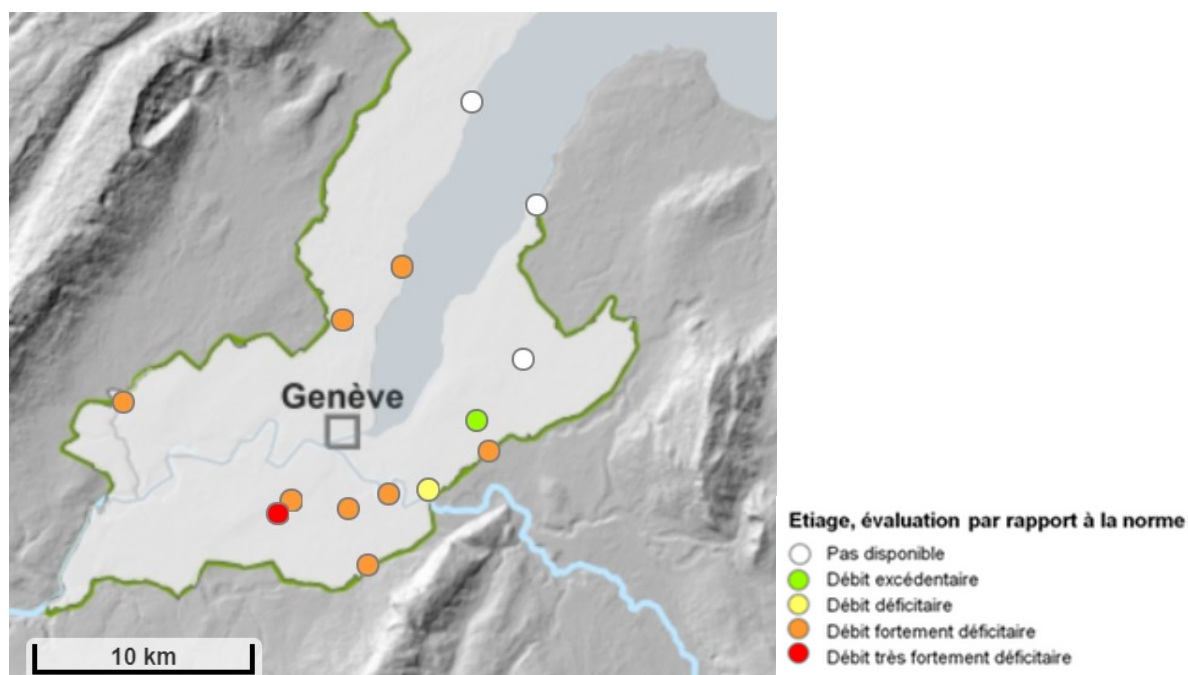 Genève
10 km
Etiage, évaluation par rapport à la norme
Pas disponible
Débit excédentaire
Débit déficitaire
Débit fortement déficitaire
Débit très fortement déficitaire